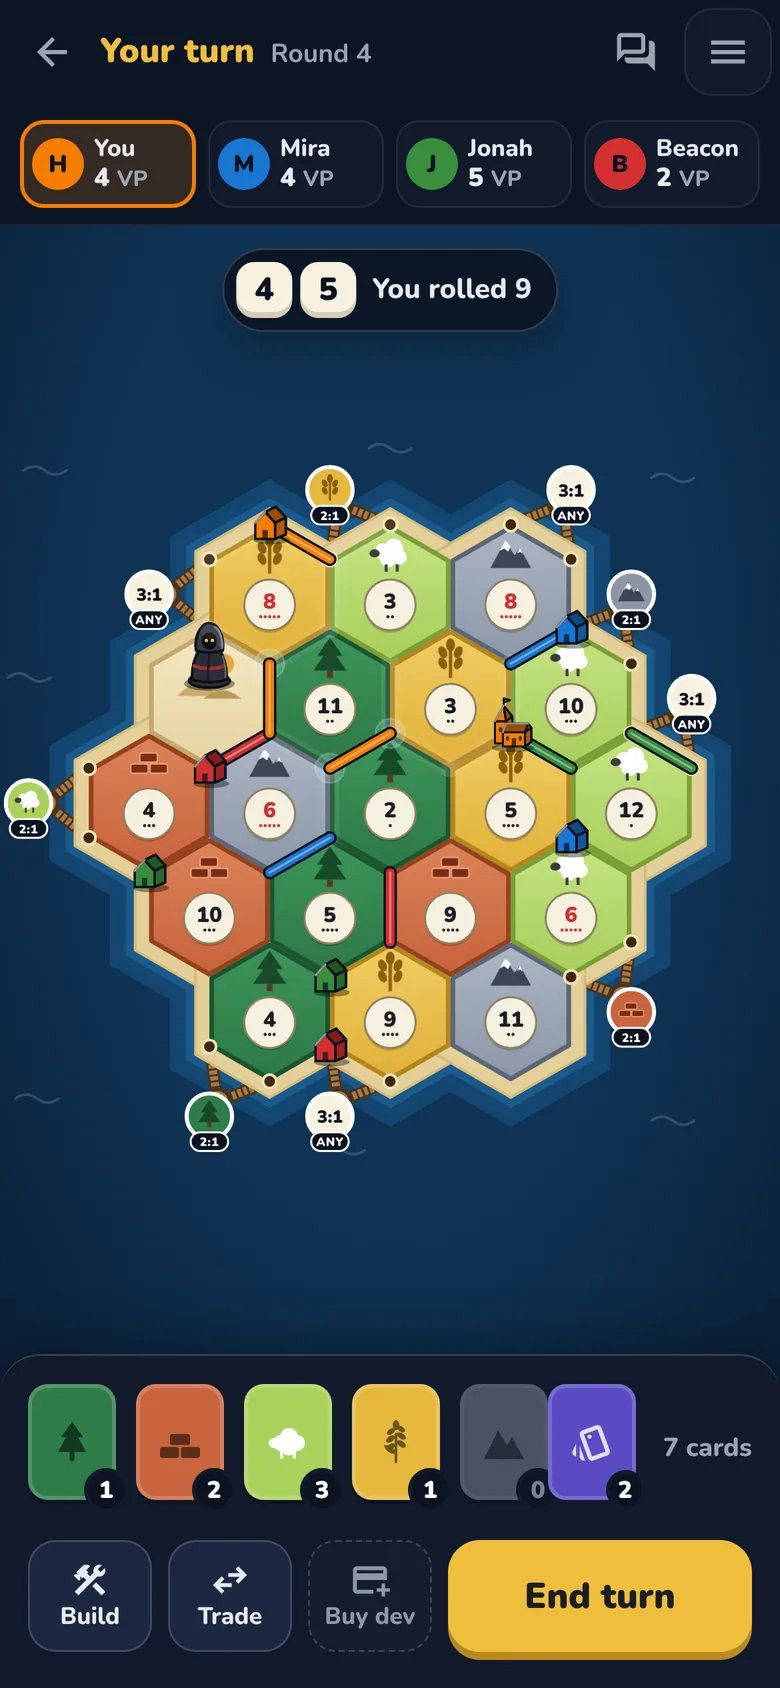 Your turn Round 4
H You 4 VP
M Mira 4 VP
J Jonah 5 VP
B Beacon 2 VP
4 5 You rolled 9
2:1
3:1 ANY
8 3 8
3:1 ANY
2:1
11 3 10
3:1 ANY
4 6 2 5 12
2:1
10 5 9 6
4 9 11
2:1
2:1
3:1 ANY
1 2 3 1 0 2 7 cards
Build Trade Buy dev End turn